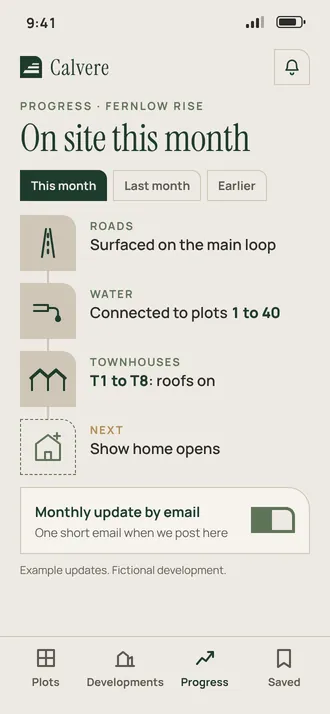 9:41
Calvere
PROGRESS · FERNLOW RISE
On site this month
This month
Last month
Earlier
ROADS
Surfaced on the main loop
WATER
Connected to plots 1 to 40
TOWNHOUSES
T1 to T8: roofs on
NEXT
Show home opens
Monthly update by email
One short email when we post here
Example updates. Fictional development.
Plots
Developments
Progress
Saved